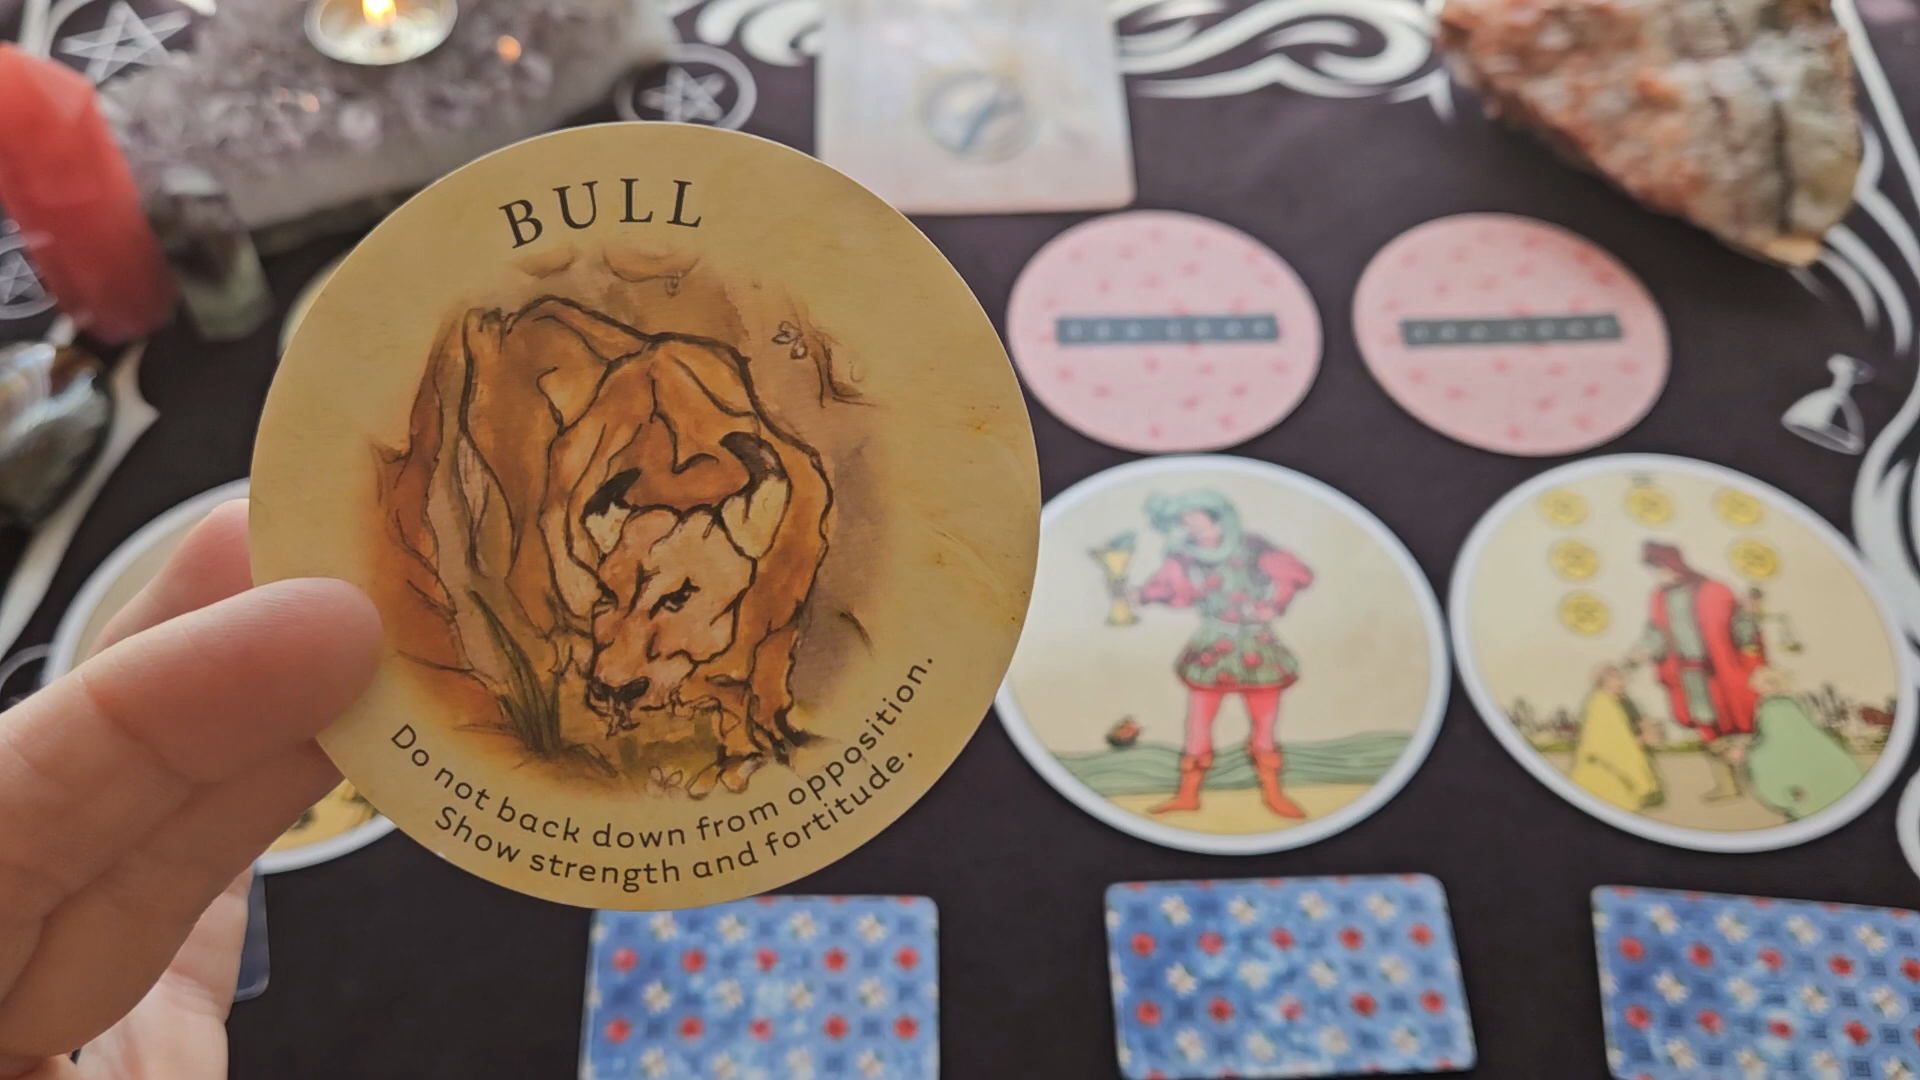 BULL
Do not back down from opposition.
Show strength and fortitude.